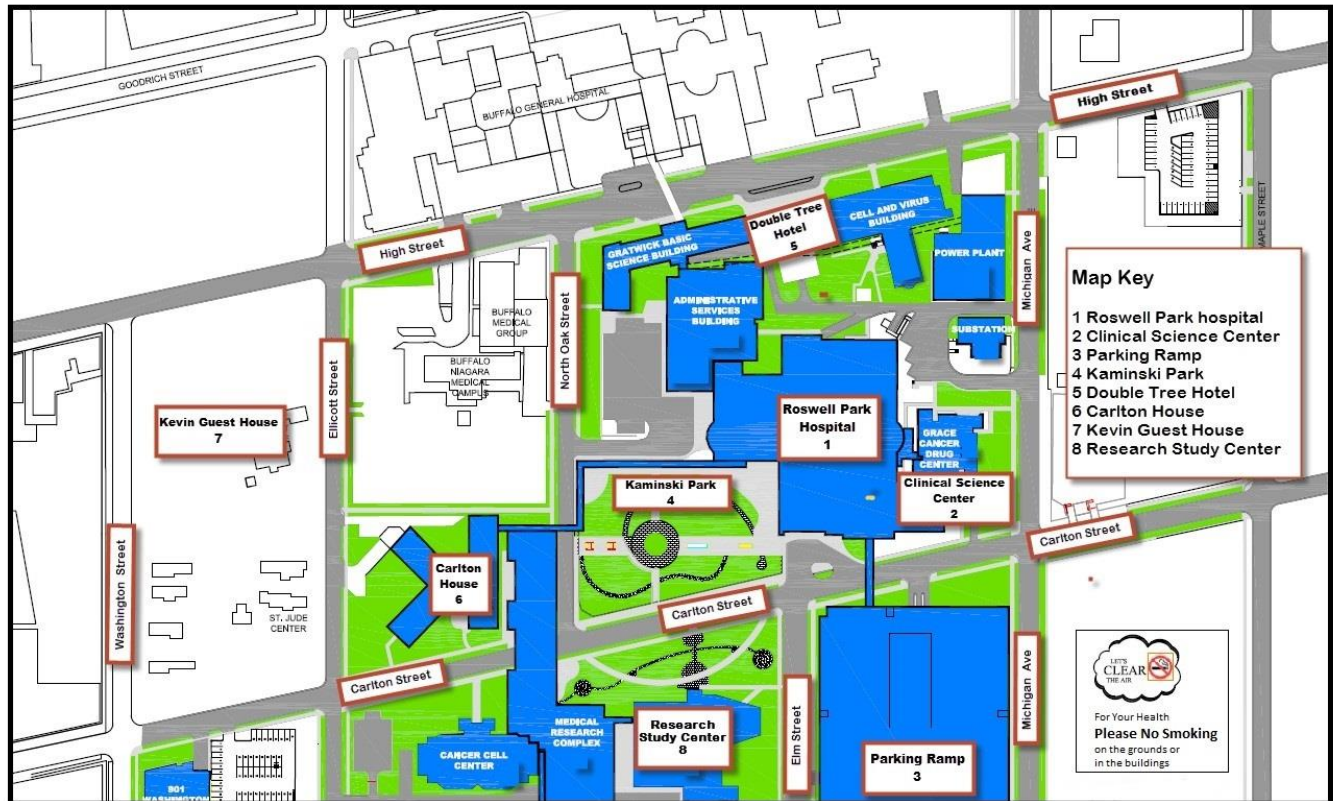 GOODRICH STREET
BUFFALO GENERAL HOSPITAL
High Street
High Street
Double Tree
Hotel
5
CELL AND VIRUS
BUILDING
GRATWICK BASIC
SCIENCE BUILDING
POWER PLANT
Michigan Ave
MAPLE STREET
ADMINISTRATIVE
SERVICES
BUILDING
SUBSTATION
BUFFALO
MEDICAL
GROUP
BUFFALO
NIAGARA
MEDICAL
CAMPUS
North Oak Street
Ellicott Street
Kevin Guest House
7
Map Key
1 Roswell Park hospital
2 Clinical Science Center
3 Parking Ramp
4 Kaminski Park
5 Double Tree Hotel
6 Carlton House
7 Kevin Guest House
8 Research Study Center
Roswell Park
Hospital
1
GRACE
CANCER
DRUG
CENTER
Clinical Science
Center
2
Kaminski Park
4
Carlton Street
Washington Street
Carlton
House
6
ST. JUDE
CENTER
Carlton Street
Carlton Street
Michigan Ave
Elm Street
MEDICAL
RESEARCH
COMPLEX
Research
Study Center
8
CANCER CELL
CENTER
Parking Ramp
3
901
WASHINGTON
LET'S
CLEAR
THE AIR
For Your Health
Please No Smoking
on the grounds or
in the buildings